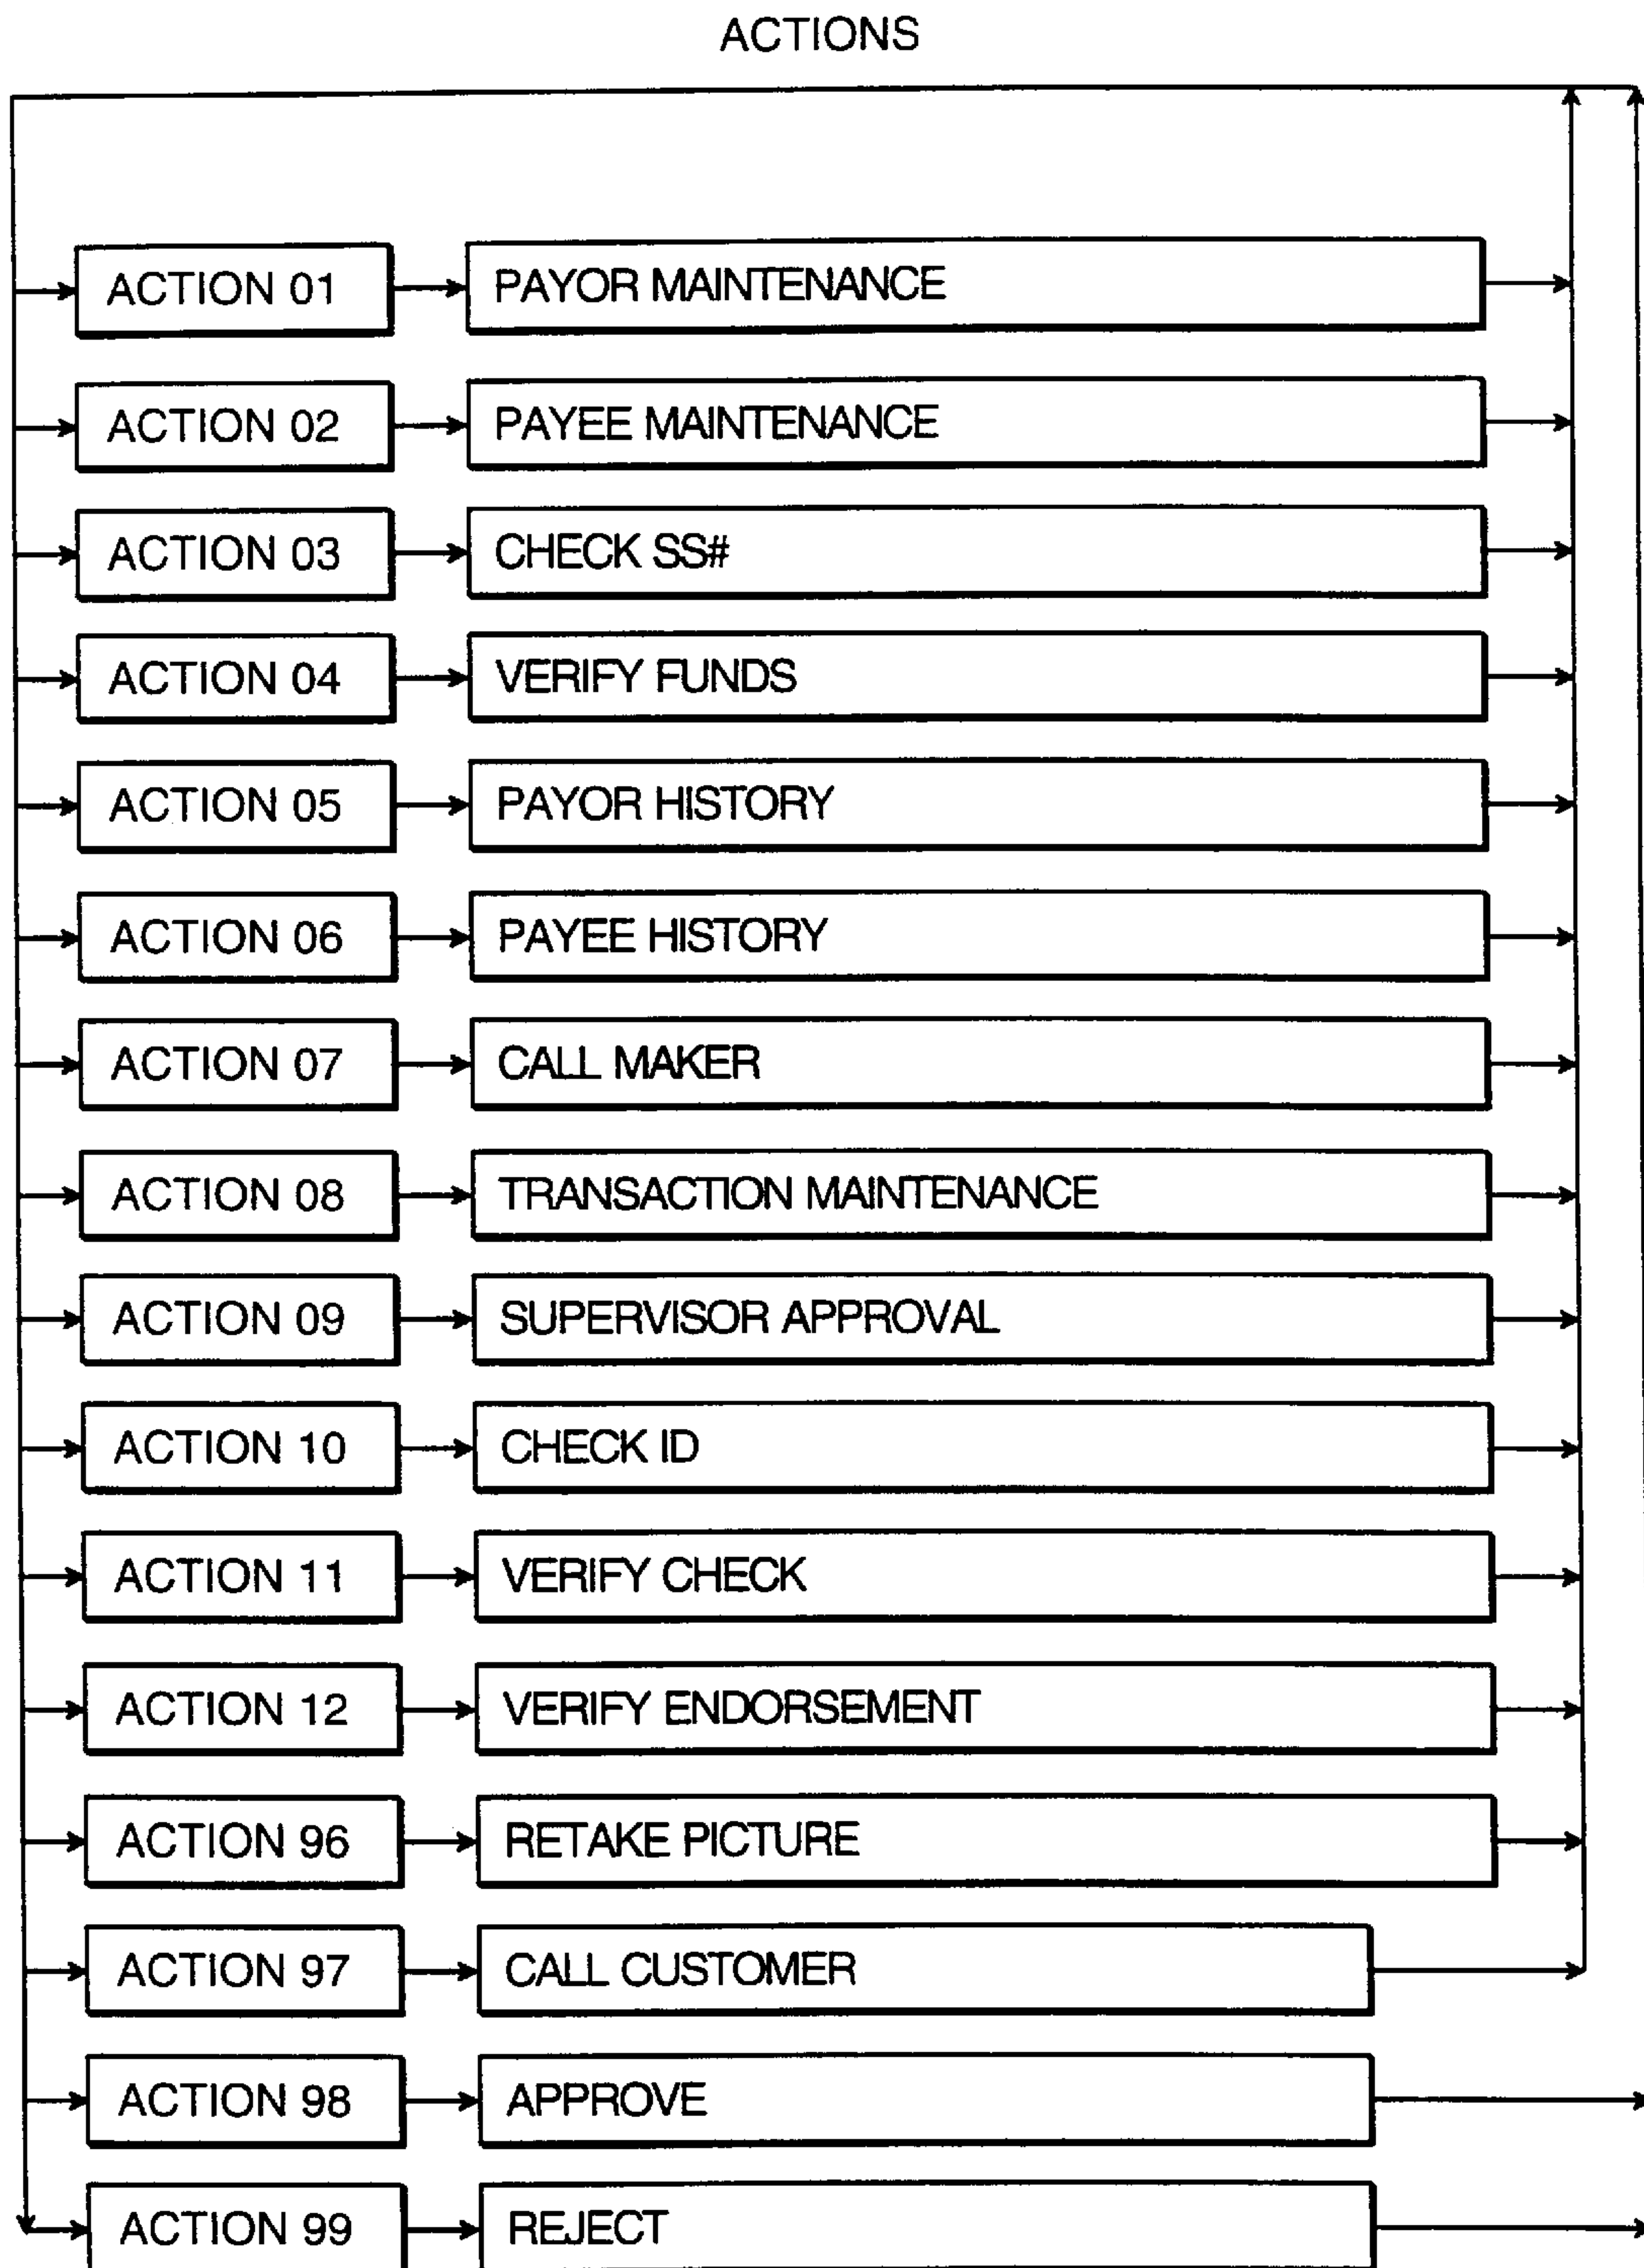 ACTIONS
ACTION 01 PAYOR MAINTENANCE
ACTION 02 PAYEE MAINTENANCE
ACTION 03 CHECK SS#
ACTION 04 VERIFY FUNDS
ACTION 05 PAYOR HISTORY
ACTION 06 PAYEE HISTORY
ACTION 07 CALL MAKER
ACTION 08 TRANSACTION MAINTENANCE
ACTION 09 SUPERVISOR APPROVAL
ACTION 10 CHECK ID
ACTION 11 VERIFY CHECK
ACTION 12 VERIFY ENDORSEMENT
ACTION 96 RETAKE PICTURE
ACTION 97 CALL CUSTOMER
ACTION 98 APPROVE
ACTION 99 REJECT